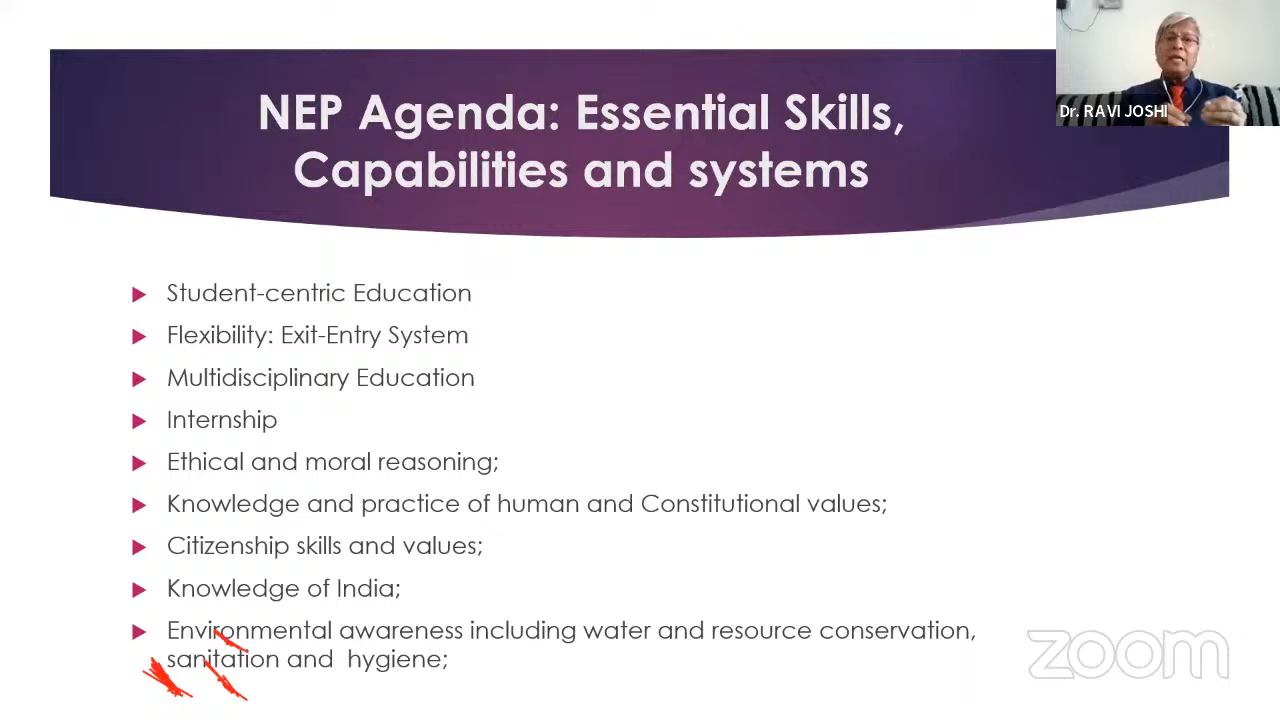 NEP Agenda: Essential Skills,
Capabilities and systems
Dr. RAVI JOSHI
Student-centric Education
Flexibility: Exit-Entry System
Multidisciplinary Education
Internship
Ethical and moral reasoning;
Knowledge and practice of human and Constitutional values;
Citizenship skills and values;
Knowledge of India;
Environmental awareness including water and resource conservation,
sanitation and hygiene;
zoom